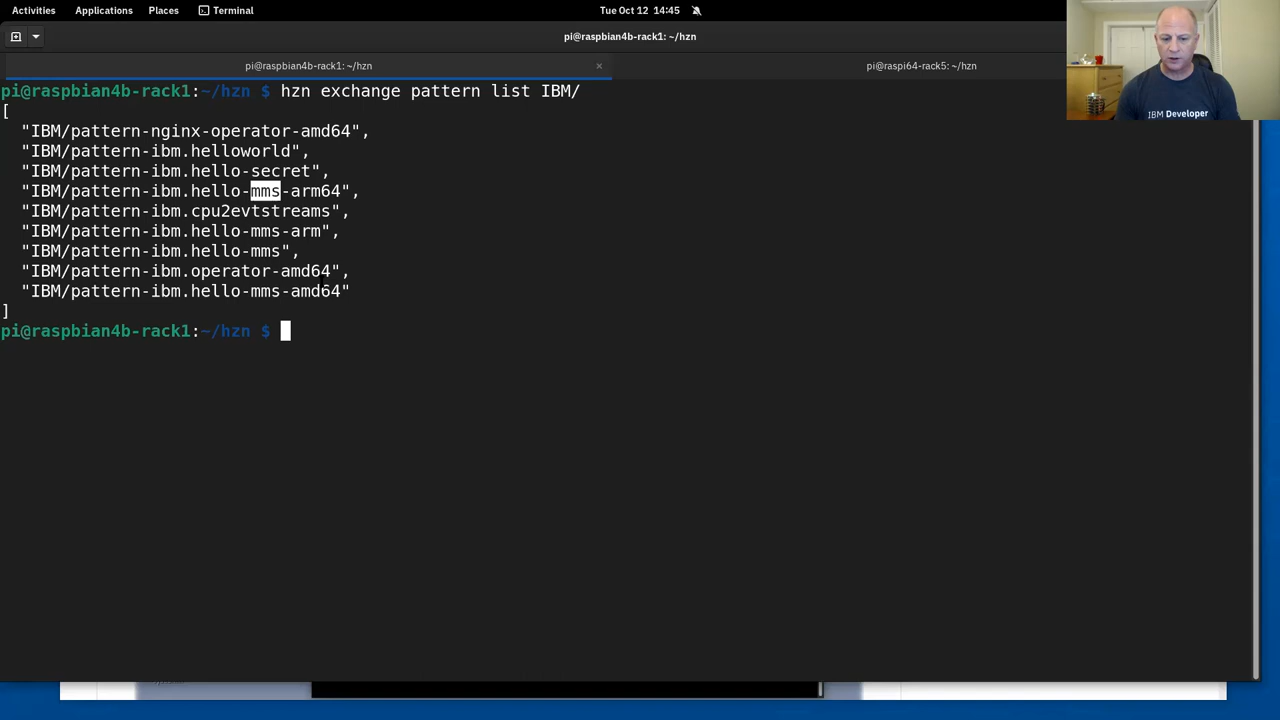 Activities Applications Places Terminal Tue Oct 12 14:45
pi@raspbian4b-rack1: ~/hzn
pi@raspbian4b-rack1: ~/hzn × pi@raspi64-rack5: ~/hzn
pi@raspbian4b-rack1:~/hzn $ hzn exchange pattern list IBM/
[
"IBM/pattern-nginx-operator-amd64",
"IBM/pattern-ibm.helloworld",
"IBM/pattern-ibm.hello-secret",
"IBM/pattern-ibm.hello-mms-arm64",
"IBM/pattern-ibm.cpu2evtstreams",
"IBM/pattern-ibm.hello-mms-arm",
"IBM/pattern-ibm.hello-mms",
"IBM/pattern-ibm.operator-amd64",
"IBM/pattern-ibm.hello-mms-amd64"
]
pi@raspbian4b-rack1:~/hzn $
IBM Developer